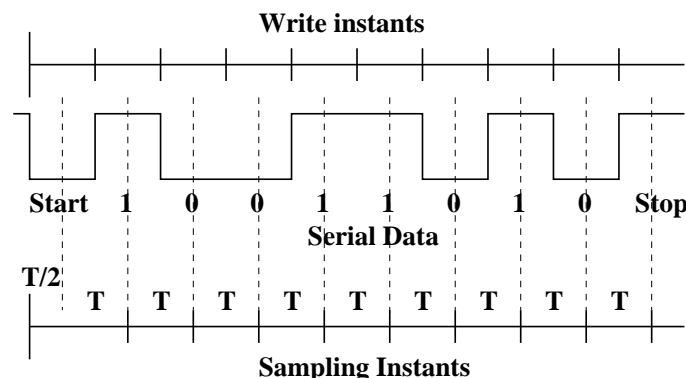 Write instants
Start 1 0 0 1 1 0 1 0 Stop
Serial Data
T/2
T T T T T T T T T
Sampling Instants